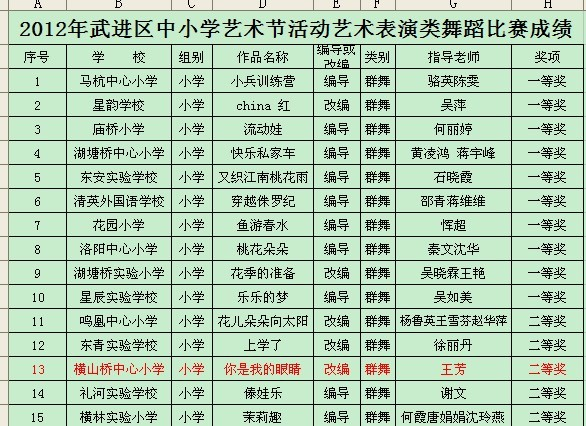 A B C D E F G H
2012年武进区中小学艺术节活动艺术表演类舞蹈比赛成绩
序号 学 校 组别 作品名称 编导或改编 类别 指导老师 奖项
1 马杭中心小学 小学 小兵训练营 编导 群舞 骆英陈雯 一等奖
2 星韵学校 小学 china 红 改编 群舞 吴萍 一等奖
3 庙桥小学 小学 流动娃 编导 群舞 何丽婷 一等奖
4 湖塘桥中心小学 小学 快乐私家车 编导 群舞 黄凌鸿 蒋宇峰 一等奖
5 东安实验学校 小学 又织江南桃花雨 编导 群舞 石晓霞 一等奖
6 清英外国语学校 小学 穿越侏罗纪 编导 群舞 邵青蒋维维 一等奖
7 花园小学 小学 鱼游春水 编导 群舞 恽超 一等奖
8 洛阳中心小学 小学 桃花朵朵 编导 群舞 秦文沈华 一等奖
9 湖塘桥实验小学 小学 花季的准备 改编 群舞 吴晓霖王艳 一等奖
10 星辰实验学校 小学 乐乐的梦 编导 群舞 吴如美 一等奖
11 鸣凰中心小学 小学 花儿朵朵向太阳 改编 群舞 杨鲁英王雪芬赵华萍 二等奖
12 东青实验学校 小学 上学了 改编 群舞 徐丽丹 二等奖
13 横山桥中心小学 小学 你是我的眼睛 改编 群舞 王芳 二等奖
14 礼河实验学校 小学 傣娃乐 编导 群舞 谢文 二等奖
15 横林实验小学 小学 茉莉趣 编导 群舞 何霞唐娟娟沈玲燕 二等奖